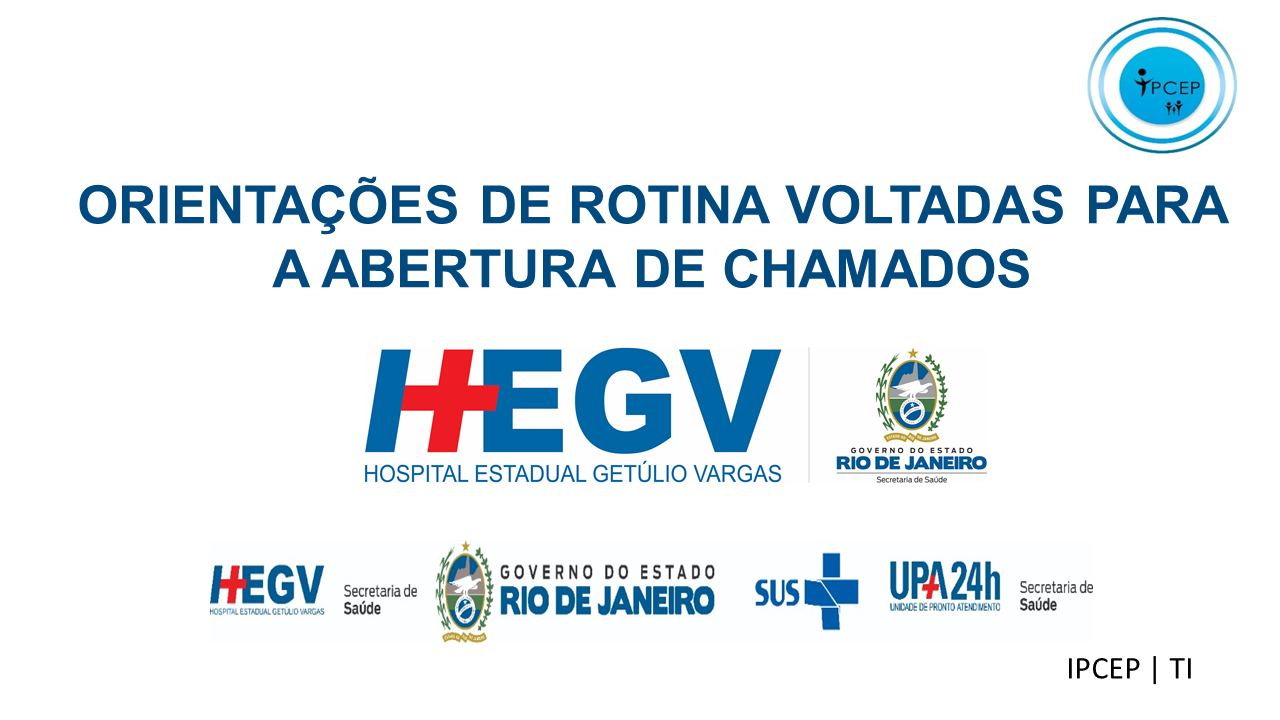 IPCEP
ORIENTAÇÕES DE ROTINA VOLTADAS PARA
A ABERTURA DE CHAMADOS
HEGV
HOSPITAL ESTADUAL GETÚLIO VARGAS
GOVERNO DO ESTADO
RIO DE JANEIRO
Secretaria de Saúde
HEGV
HOSPITAL ESTADUAL GETÚLIO VARGAS
Secretaria de
Saúde
GOVERNO DO ESTADO
RIO DE JANEIRO
SUS
UPA 24h
UNIDADE DE PRONTO ATENDIMENTO
Secretaria de
Saúde
IPCEP | TI